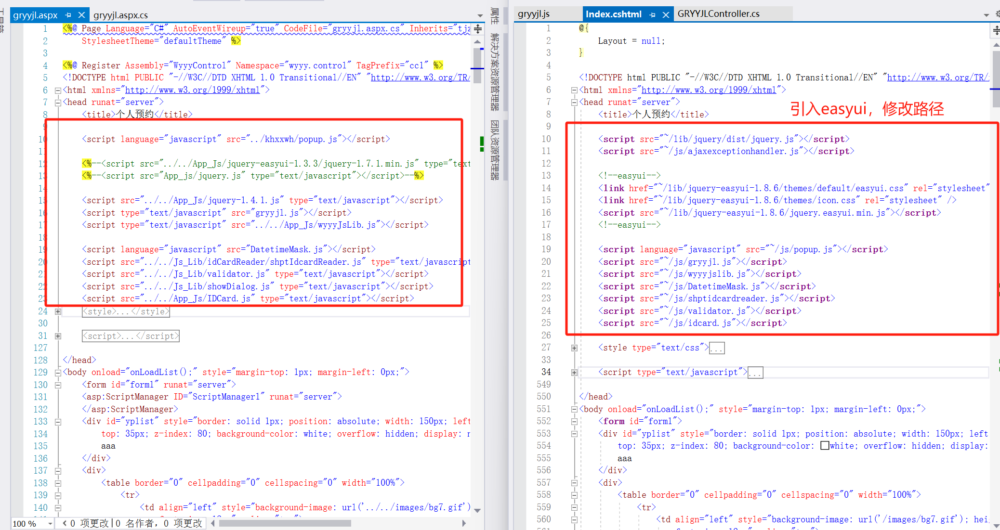 gryyjl.aspx
gryyjl.aspx.cs
1 <%@ Page Language="C#" AutoEventWireup="true" CodeFile="gryyjl.aspx.cs" Inherits="tjz
2 StylesheetTheme="defaultTheme" %>
3
4 <%@ Register Assembly="WyyyControl" Namespace="wyyy.control" TagPrefix="cc1" %>
5 <!DOCTYPE html PUBLIC "-//W3C//DTD XHTML 1.0 Transitional//EN" "http://www.w3.org/TR/
6 <html xmlns="http://www.w3.org/1999/xhtml">
7 <head runat="server">
8 <title>个人预约</title>
9
10 <script language="javascript" src="../khxxwh/popup.js"></script>
11
12 <%--<script src="../../App_Js/jquery-easyui-1.3.3/jquery-1.7.1.min.js" type="text
13 <%--<script src="App_js/jquery.js" type="text/javascript"></script>--%>
14
15 <script src="../../App_Js/jquery-1.4.1.js" type="text/javascript"></script>
16 <script type="text/javascript" src="gryyjl.js"></script>
17 <script type="text/javascript" src="../../App_Js/wyyyJsLib.js"></script>
18
19 <script language="javascript" src="DatetimeMask.js"></script>
20 <script src="../../Js_Lib/idCardReader/shptIdcardReader.js" type="text/javascript
21 <script src="../../Js_Lib/validator.js" type="text/javascript"></script>
22 <script src="../../Js_Lib/showDialog.js" type="text/javascript"></script>
23 <script src="../../App_Js/IDCard.js" type="text/javascript"></script>
24 <style>...</style>
30
31 <script>...</script>
127
128 </head>
129 <body onload="onLoadList();" style="margin-top: 1px; margin-left: 0px;">
130 <form id="form1" runat="server">
131 <asp:ScriptManager ID="ScriptManager1" runat="server">
132 </asp:ScriptManager>
133 <div id="yplist" style="border: solid 1px; position: absolute; width: 150px; left
134 top: 35px; z-index: 80; background-color: white; overflow: hidden; display: n
135 aaa
136 </div>
137 <div>
138 <table border="0" cellpadding="0" cellspacing="0" width="100%">
139 <tr>
140 <td align="left" style="background-image: url('../../images/bg7.gif')
100 %
0 项更改|0 名作者，0 项更改
属性
解决方案资源管理器
团队资源管理器
gryyjl.js
Index.cshtml
GRYYJLController.cs
1 @{
2 Layout = null;
3 }
4
5 <!DOCTYPE html PUBLIC "-//W3C//DTD XHTML 1.0 Transitional//EN" "http://www.w3.org/TR/
6 <html xmlns="http://www.w3.org/1999/xhtml">
7 <head runat="server">
8 <title>个人预约</title>
引入easyui，修改路径
9
10 <script src="~/lib/jquery/dist/jquery.js"></script>
11 <script src="~/js/ajaxexceptionhandler.js"></script>
12
13 <!--easyui-->
14 <link href="~/lib/jquery-easyui-1.8.6/themes/default/easyui.css" rel="stylesheet"
15 <link href="~/lib/jquery-easyui-1.8.6/themes/icon.css" rel="stylesheet" />
16 <script src="~/lib/jquery-easyui-1.8.6/jquery.easyui.min.js"></script>
17 <!--easyui-->
18
19 <script language="javascript" src="~/js/popup.js"></script>
20 <script src="~/js/gryyjl.js"></script>
21 <script src="~/js/wyyyjslib.js"></script>
22 <script src="~/js/DatetimeMask.js"></script>
23 <script src="~/js/shptidcardreader.js"></script>
24 <script src="~/js/validator.js"></script>
25 <script src="~/js/idcard.js"></script>
26
27 <style type="text/css">...
33
34 <script type="text/javascript">...
549
550 </head>
551 <body onload="onLoadList();" style="margin-top: 1px; margin-left: 0px;">
552 <form id="form1">
553 <div id="yplist" style="border: solid 1px; position: absolute; width: 150px; left
554 top: 35px; z-index: 80; background-color: white; overflow: hidden; display:
555 aaa
556 </div>
557 <div>
558 <table border="0" cellpadding="0" cellspacing="0" width="100%">
559 <tr>
560 <td align="left" style="background-image: url('/images/bg7.gif'); hei